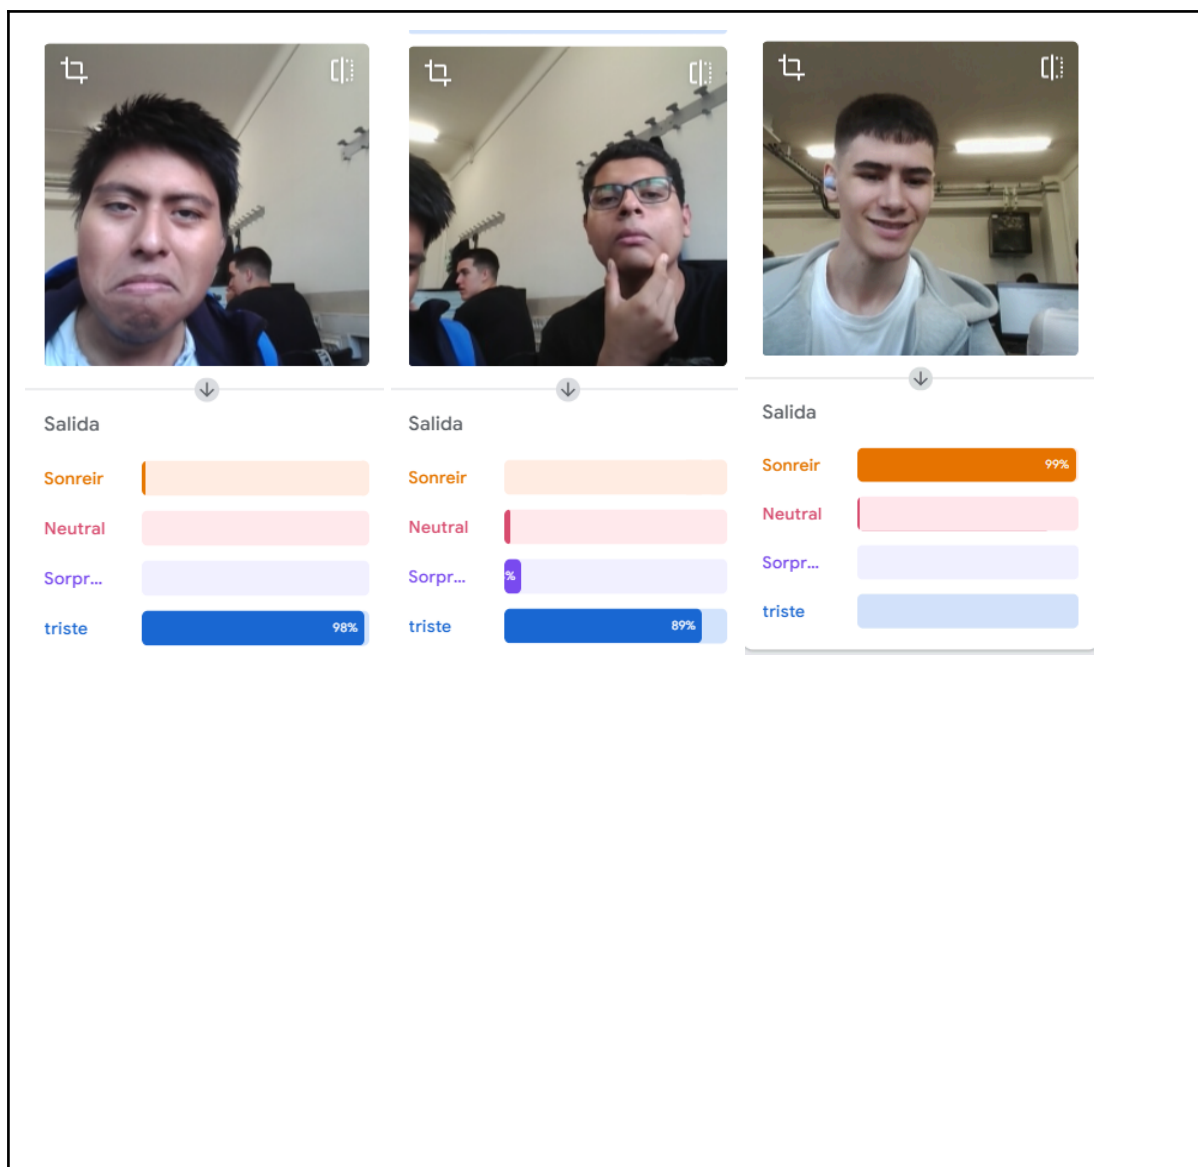 Salida
Sonreir
Neutral
Sorpr...
triste 98%
Salida
Sonreir
Neutral
Sorpr... %
triste 89%
Salida
Sonreir 99%
Neutral
Sorpr...
triste